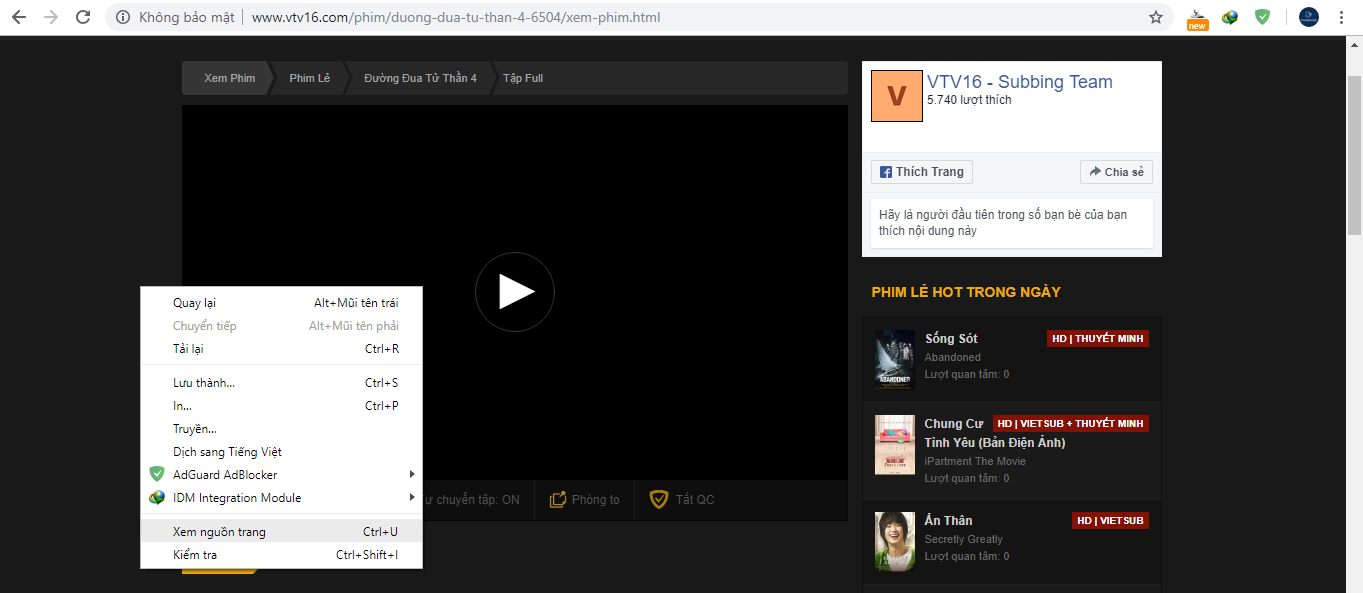 Không bảo mật
www.vtv16.com/phim/duong-dua-tu-than-4-6504/xem-phim.html
new
Xem Phim
Phim Lẻ
Đường Đua Tử Thần 4
Tập Full
V
VTV16 - Subbing Team
5.740 lượt thích
Thích Trang
Chia sẻ
Hãy là người đầu tiên trong số bạn bè của bạn
thích nội dung này
PHIM LẺ HOT TRONG NGÀY
ABANDONED
Sống Sót
HD | THUYẾT MINH
Abandoned
Lượt quan tâm: 0
Chung Cư
HD | VIETSUB + THUYẾT MINH
Tình Yêu (Bản Điện Ảnh)
iPartment The Movie
Lượt quan tâm: 0
Ẩn Thân
HD | VIETSUB
Secretly Greatly
Lượt quan tâm: 0
Quay lại Alt+Mũi tên trái
Chuyển tiếp Alt+Mũi tên phải
Tải lại Ctrl+R
Lưu thành... Ctrl+S
In... Ctrl+P
Truyền...
Dịch sang Tiếng Việt
AdGuard AdBlocker
IDM Integration Module
Xem nguồn trang Ctrl+U
Kiểm tra Ctrl+Shift+I
chuyển tập: ON
Phóng to
Tắt QC